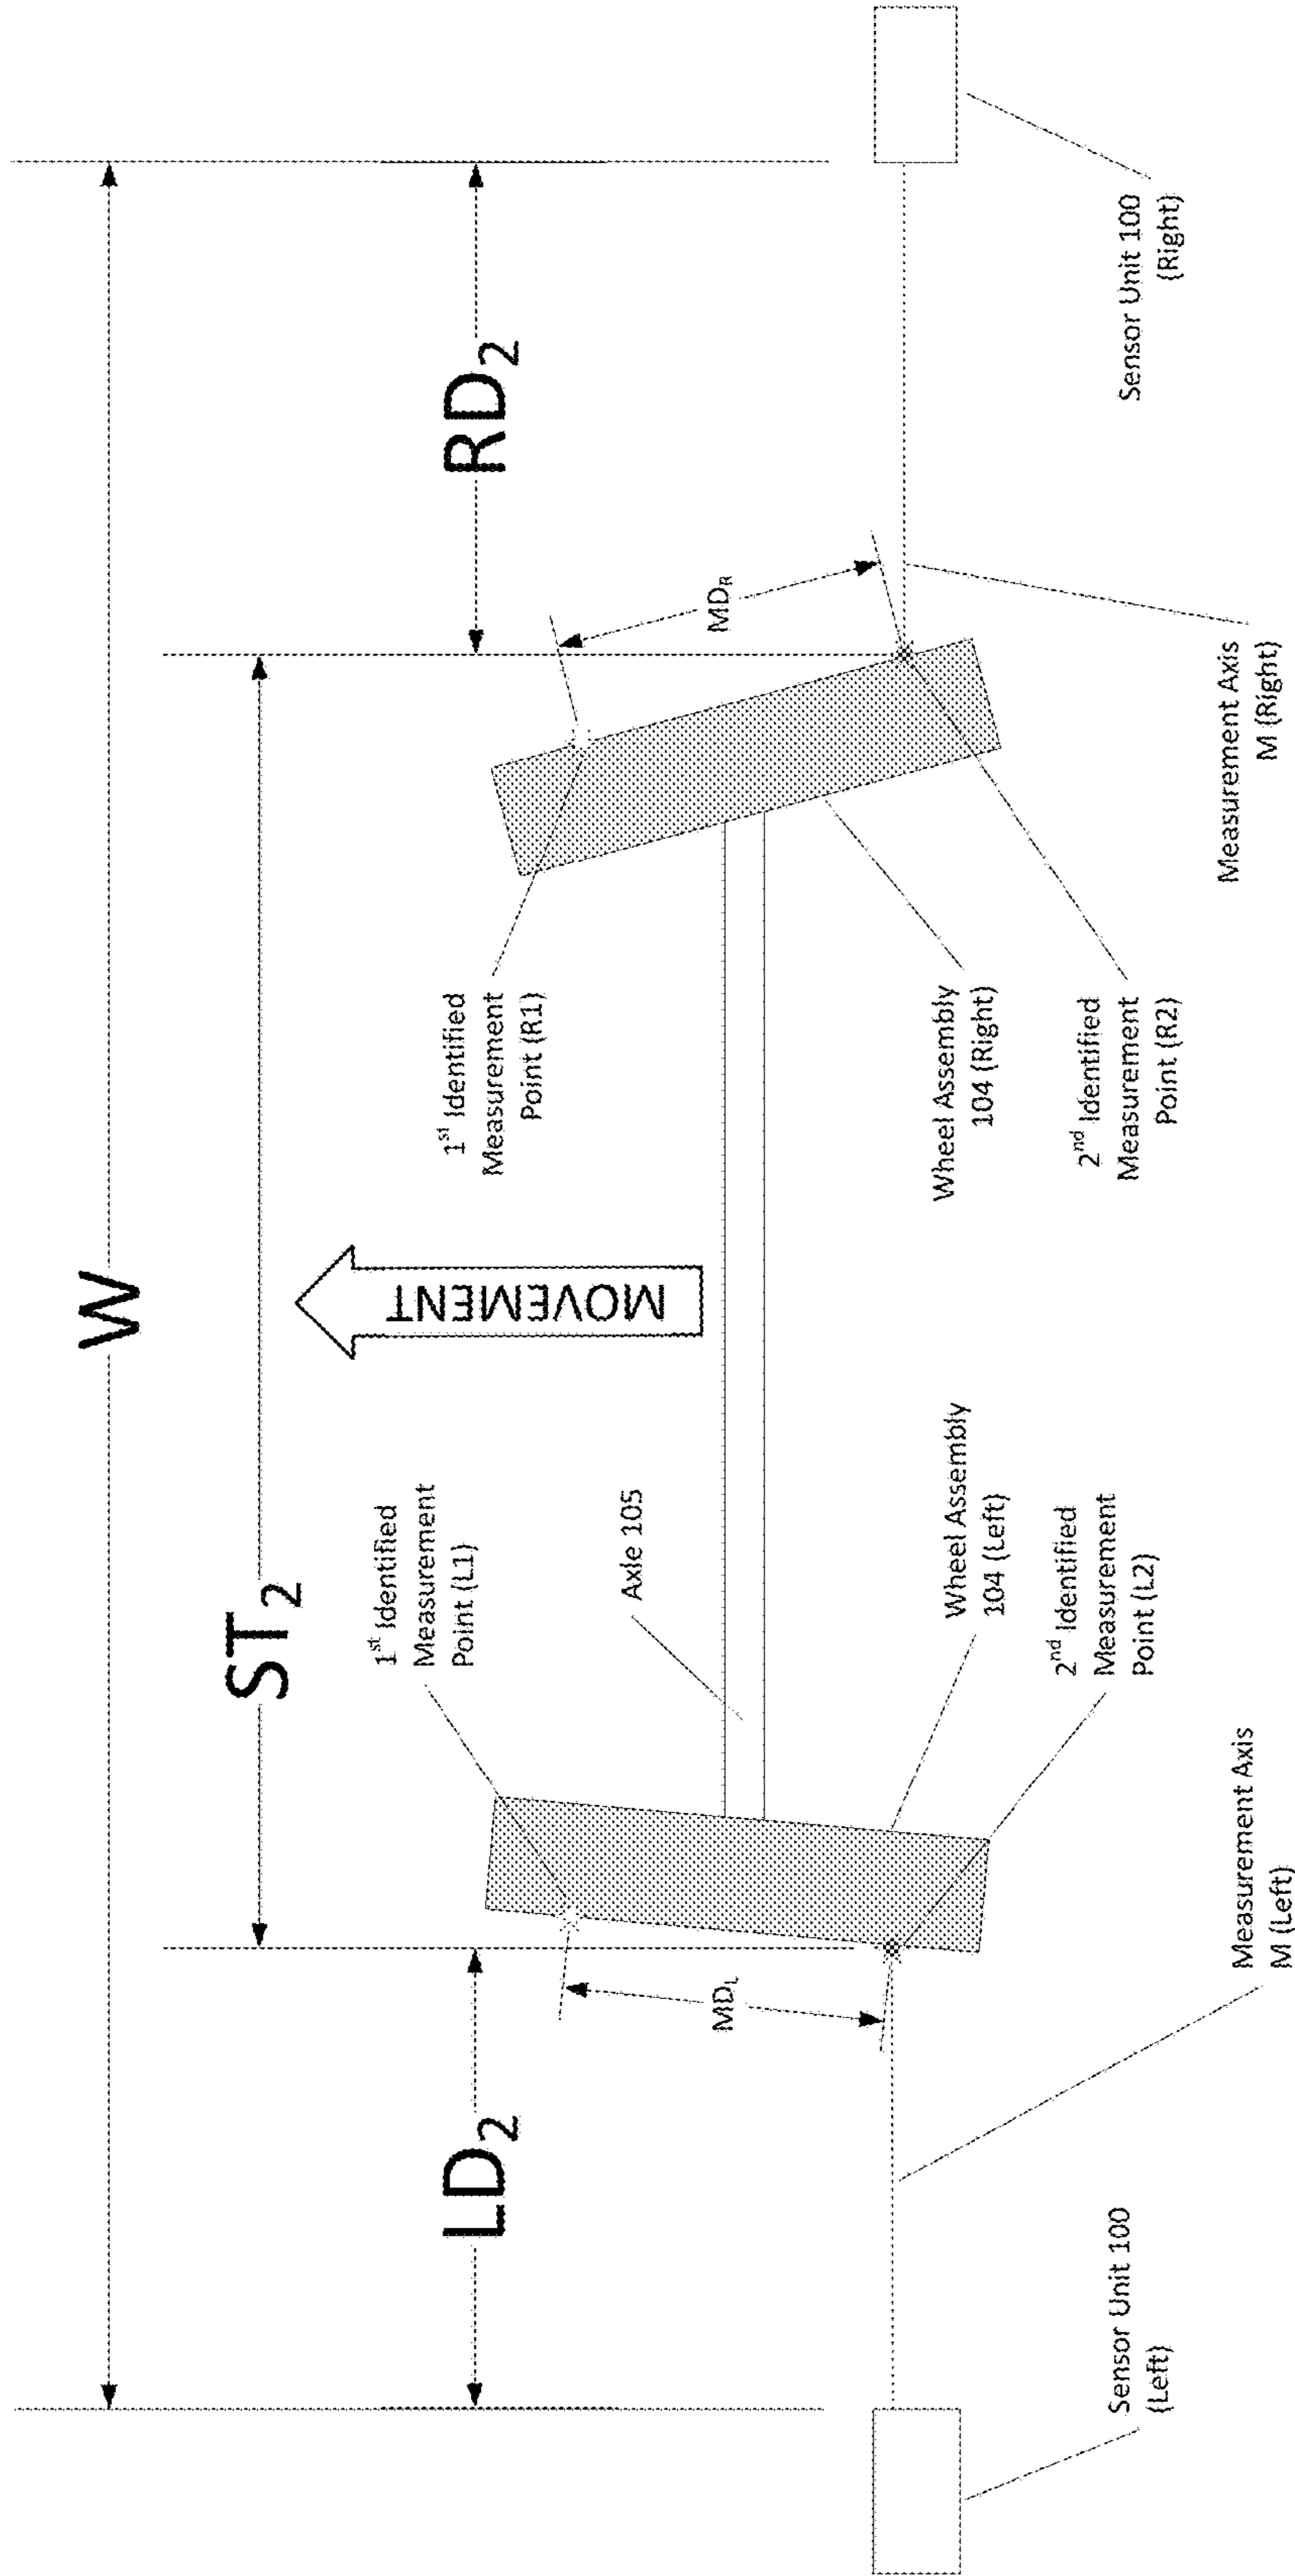 W
ST2
LD2
RD2
MOVEMENT
1st Identified
Measurement
Point (L1)
1st Identified
Measurement
Point (R1)
MDL
MDR
Axle 105
Wheel Assembly
104 (Left)
Wheel Assembly
104 (Right)
2nd Identified
Measurement
Point (L2)
2nd Identified
Measurement
Point (R2)
Sensor Unit 100
(Left)
Measurement Axis
M (Left)
Measurement Axis
M (Right)
Sensor Unit 100
(Right)